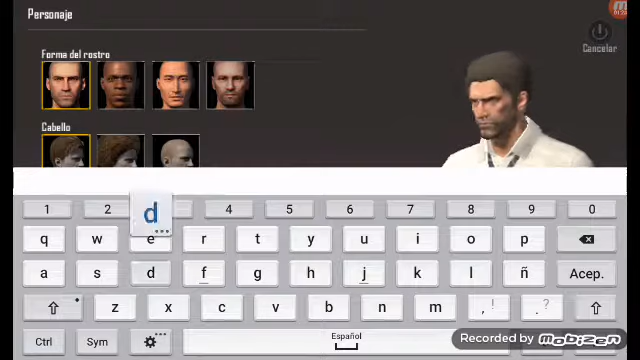 Personaje
Cancelar
Forma del rostro
Cabello
d
1 2 4 5 6 7 8 9 0
q w e r t y u i o p
a s d f g h j k l ñ Acep.
z x c v b n m , ! . ?
Ctrl Sym Español
Recorded by mobizen